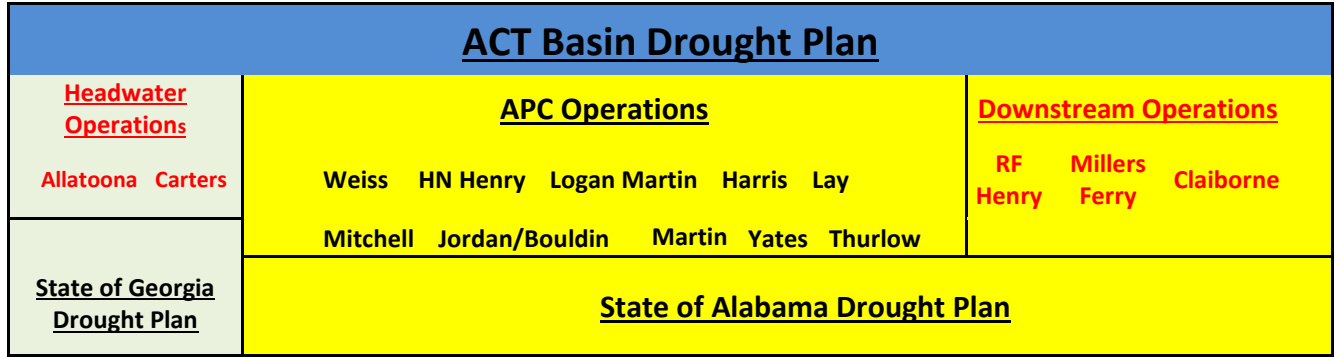 ACT Basin Drought Plan
Headwater
Operations
Allatoona Carters
APC Operations
Weiss HN Henry Logan Martin Harris Lay
Mitchell Jordan/Bouldin Martin Yates Thurlow
Downstream Operations
RF
Henry
Millers
Ferry
Claiborne
State of Georgia
Drought Plan
State of Alabama Drought Plan